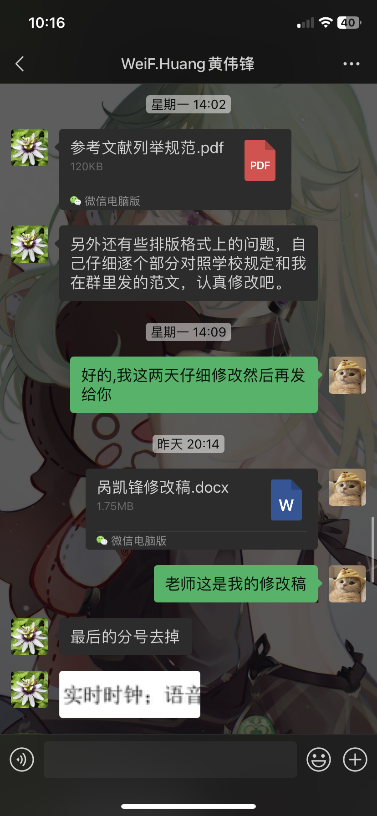 10:16
40
WeiF.Huang黄伟锋
星期一 14:02
参考文献列举规范.pdf
120KB
PDF
微信电脑版
另外还有些排版格式上的问题，自
己仔细逐个部分对照学校规定和我
在群里发的范文，认真修改吧。
星期一 14:09
好的,我这两天仔细修改然后再发
给你
昨天 20:14
呙凯锋修改稿.docx
1.75MB
W
微信电脑版
老师这是我的修改稿
最后的分号去掉
实时时钟；语音